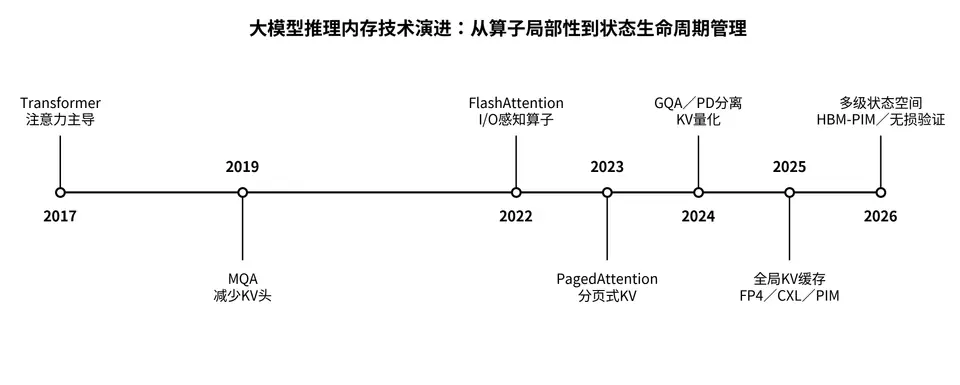 大模型推理内存技术演进：从算子局部性到状态生命周期管理
Transformer
注意力主导
FlashAttention
I/O感知算子
GQA／PD分离
KV量化
多级状态空间
HBM-PIM／无损验证
2019
2023
2025
2017
2022
2024
2026
MQA
减少KV头
PagedAttention
分页式KV
全局KV缓存
FP4／CXL／PIM